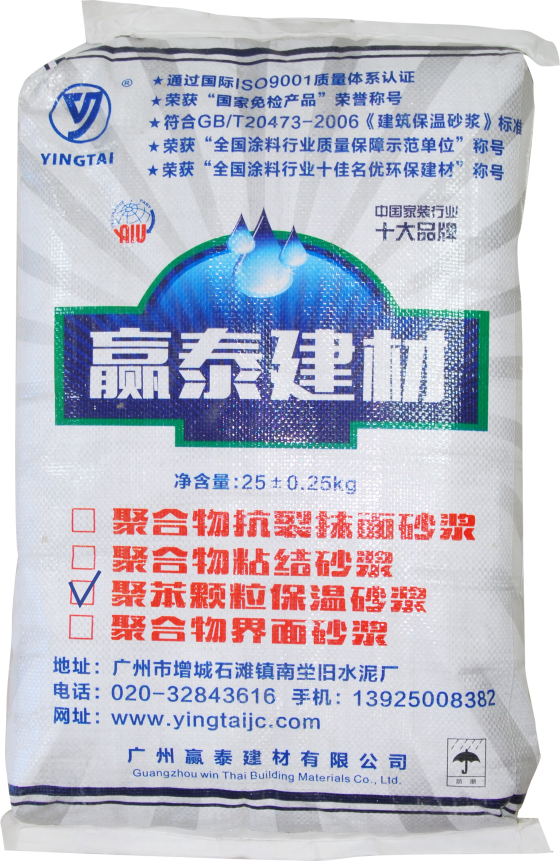 YINGTAI
®
★通过国际ISO9001质量体系认证
★荣获“国家免检产品”荣誉称号
★符合GB/T20473-2006《建筑保温砂浆》标准
★荣获“全国涂料行业质量保障示范单位”称号
★荣获“全国涂料行业十佳名优环保建材”称号
AIU
中国家装行业
十大品牌
赢泰建材
净含量:25±0.25kg
聚合物抗裂抹面砂浆
聚合物粘结砂浆
聚苯颗粒保温砂浆
聚合物界面砂浆
地址：广州市增城石滩镇南坣旧水泥厂
电话：020-32843616 手机：13925008382
网址：www.yingtaijc.com
广州赢泰建材有限公司
Guangzhou win Thai Building Materials Co., Ltd.
防潮